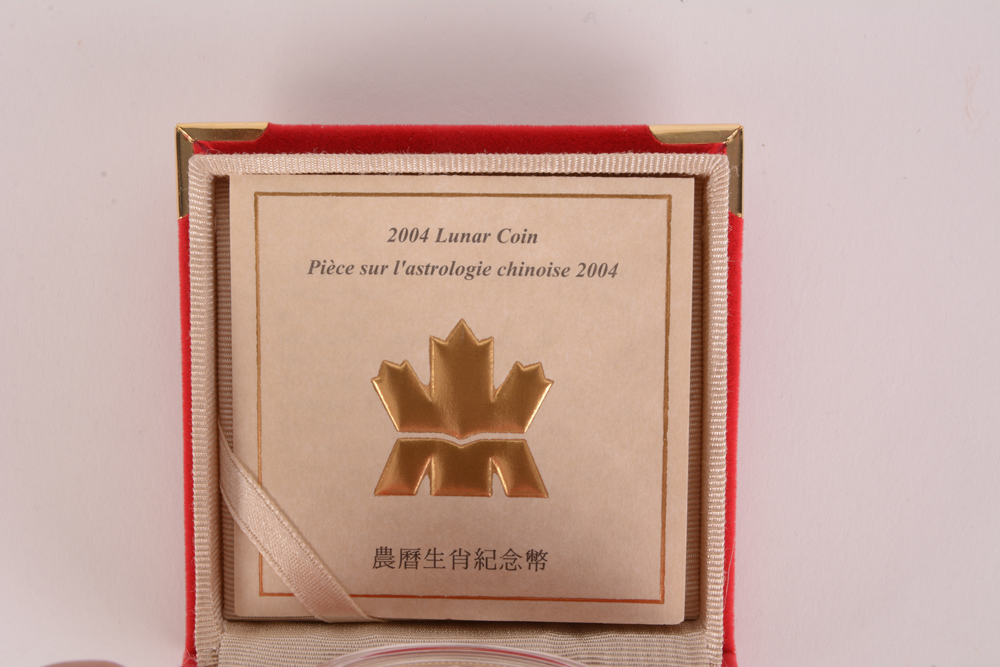 2004 Lunar Coin
Pièce sur l'astrologie chinoise 2004
農曆生肖紀念幣